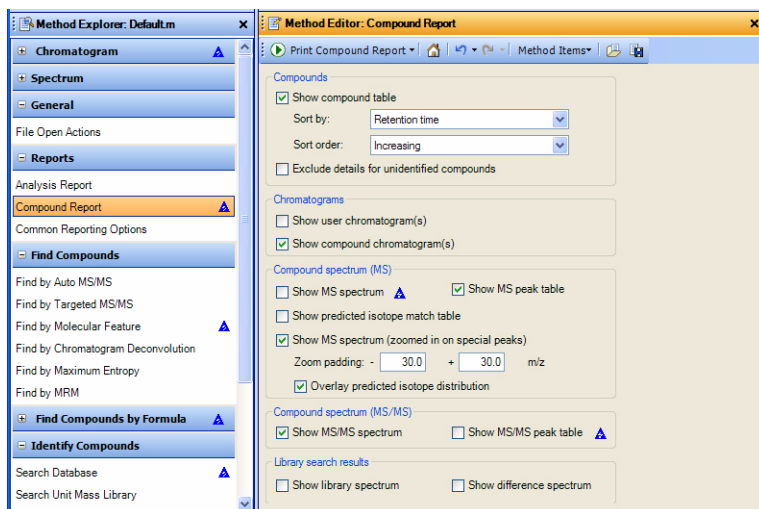 Method Explorer: Default.m
Chromatogram
Spectrum
General
File Open Actions
Reports
Analysis Report
Compound Report
Common Reporting Options
Find Compounds
Find by Auto MS/MS
Find by Targeted MS/MS
Find by Molecular Feature
Find by Chromatogram Deconvolution
Find by Maximum Entropy
Find by MRM
Find Compounds by Formula
Identify Compounds
Search Database
Search Unit Mass Library
Method Editor: Compound Report
Print Compound Report Method Items
Compounds
Show compound table
Sort by: Retention time
Sort order: Increasing
Exclude details for unidentified compounds
Chromatograms
Show user chromatogram(s)
Show compound chromatogram(s)
Compound spectrum (MS)
Show MS spectrum Show MS peak table
Show predicted isotope match table
Show MS spectrum (zoomed in on special peaks)
Zoom padding: - 30.0 + 30.0 m/z
Overlay predicted isotope distribution
Compound spectrum (MS/MS)
Show MS/MS spectrum Show MS/MS peak table
Library search results
Show library spectrum Show difference spectrum